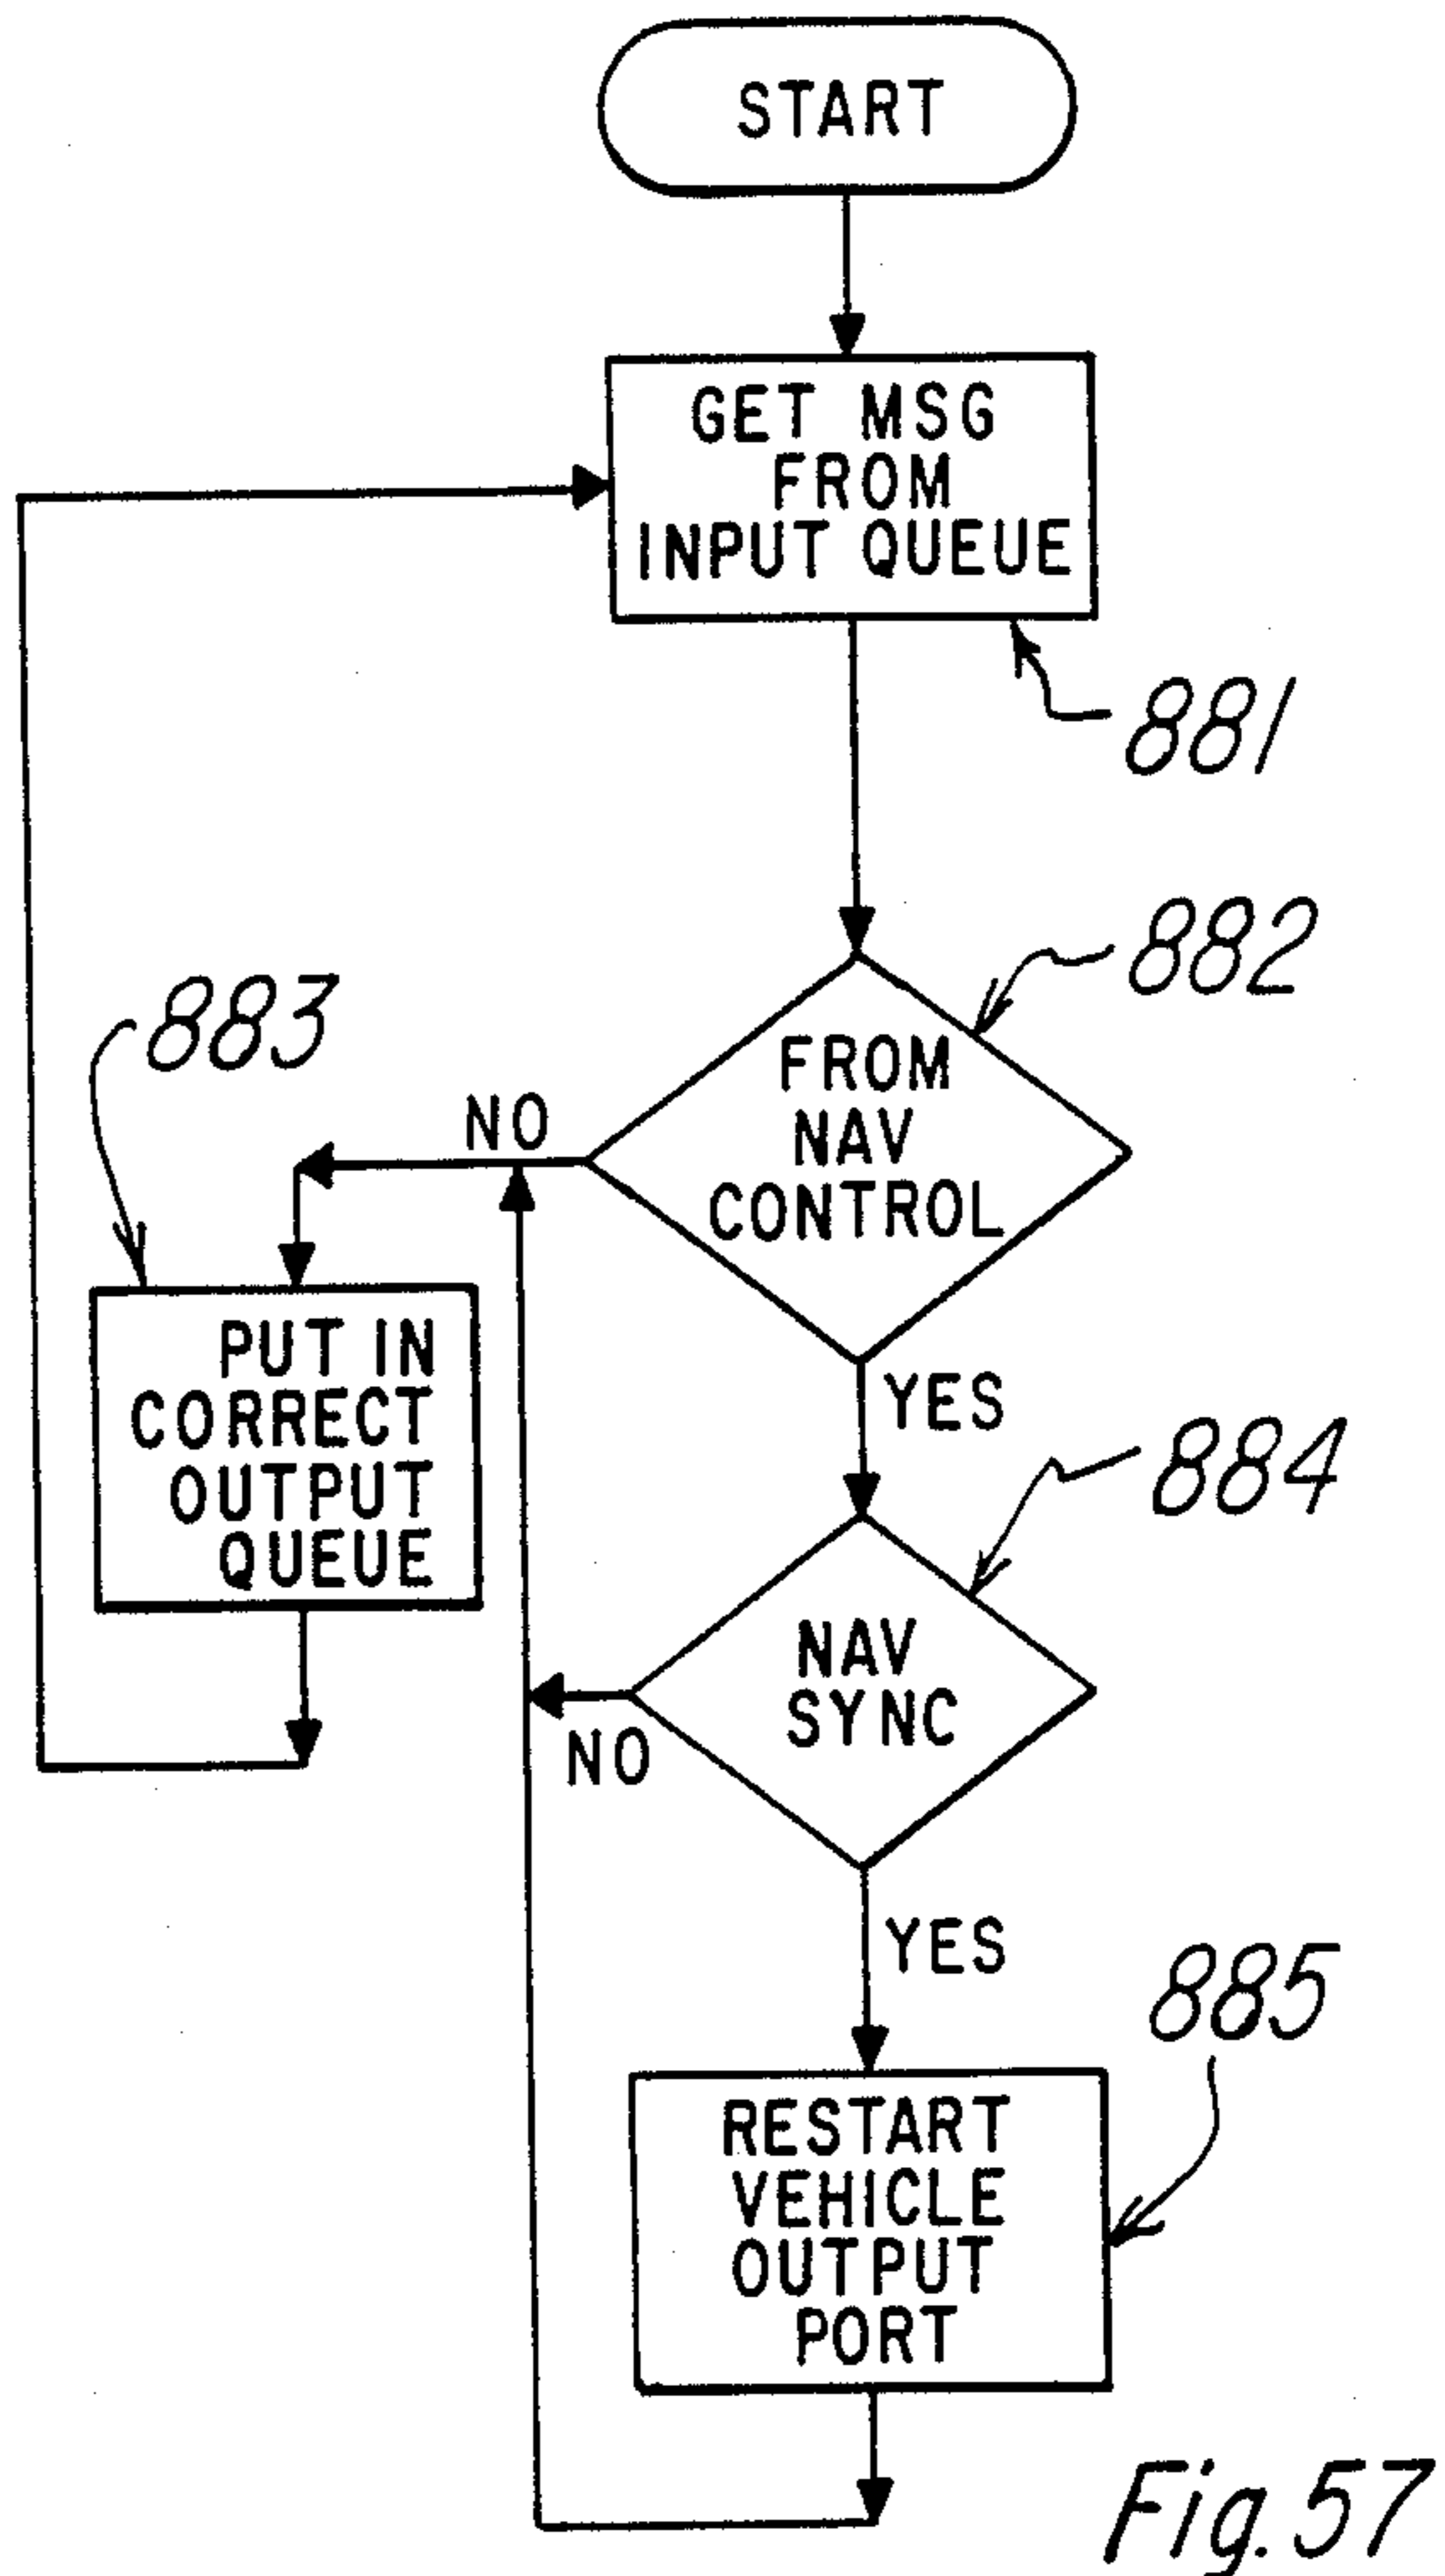 START
GET MSG
FROM
INPUT QUEUE
881
882
FROM
NAV
CONTROL
883
NO
PUT IN
CORRECT
OUTPUT
QUEUE
YES
884
NAV
SYNC
NO
YES
885
RESTART
VEHICLE
OUTPUT
PORT
Fig. 57